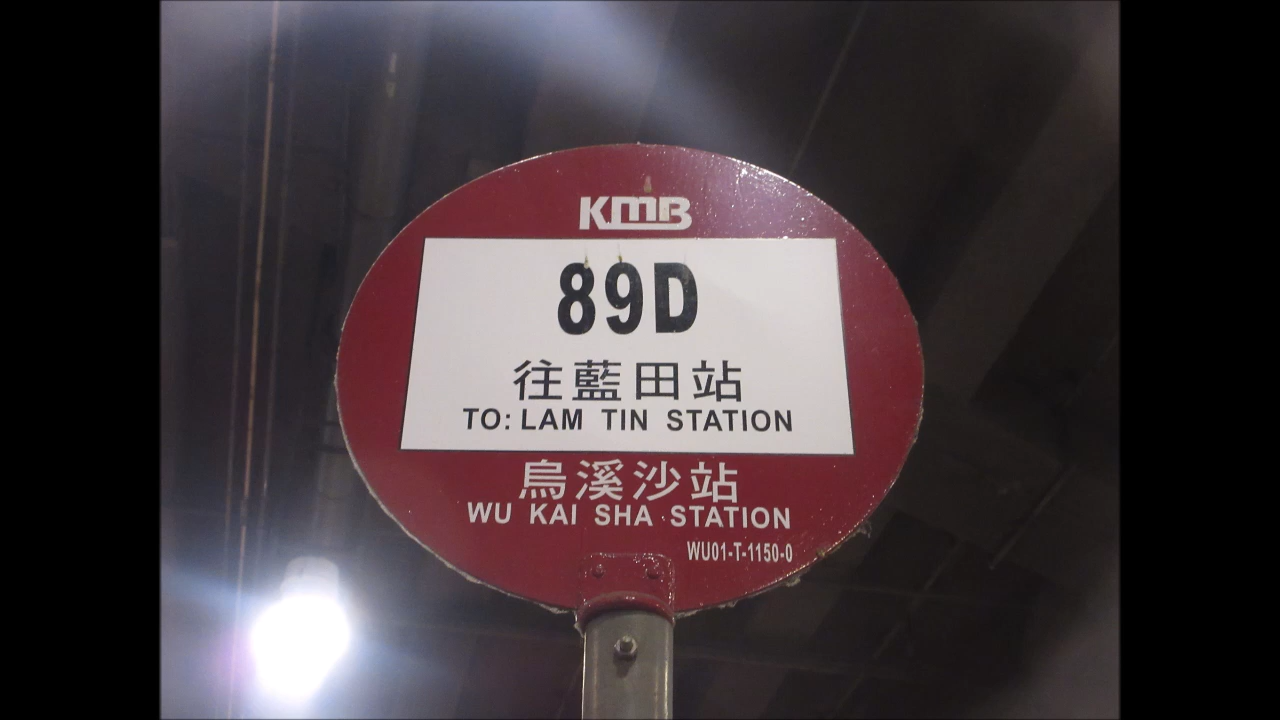 KMB
89D
往藍田站
TO: LAM TIN STATION
烏溪沙站
WU KAI SHA STATION
WU01-T-1150-0